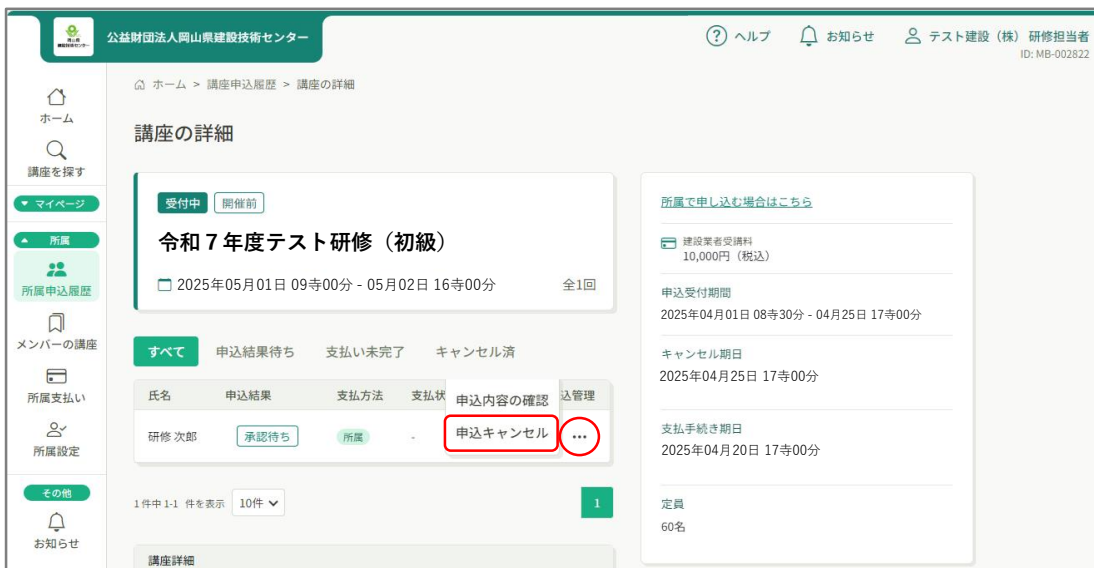 公益財団法人岡山県建設技術センター
ヘルプ
お知らせ
テスト建設（株） 研修担当者
ID: MB-002822
ホーム > 講座申込履歴 > 講座の詳細
ホーム
講座を探す
マイページ
所属
所属申込履歴
メンバーの講座
所属支払い
所属設定
その他
お知らせ
講座の詳細
受付中 開催前
令和７年度テスト研修（初級）
2025年05月01日 09寺00分 - 05月02日 16寺00分 全1回
すべて 申込結果待ち 支払い未完了 キャンセル済
氏名 申込結果 支払方法 支払状 込管理
申込内容の確認
申込キャンセル
研修 次郎 承認待ち 所属 - ...
1件中 1-1 件を表示 10件 1
講座詳細
所属で申し込む場合はこちら
建設業者受講料
10,000円（税込）
申込受付期間
2025年04月01日 08寺30分 - 04月25日 17寺00分
キャンセル期日
2025年04月25日 17寺00分
支払手続き期日
2025年04月20日 17寺00分
定員
60名